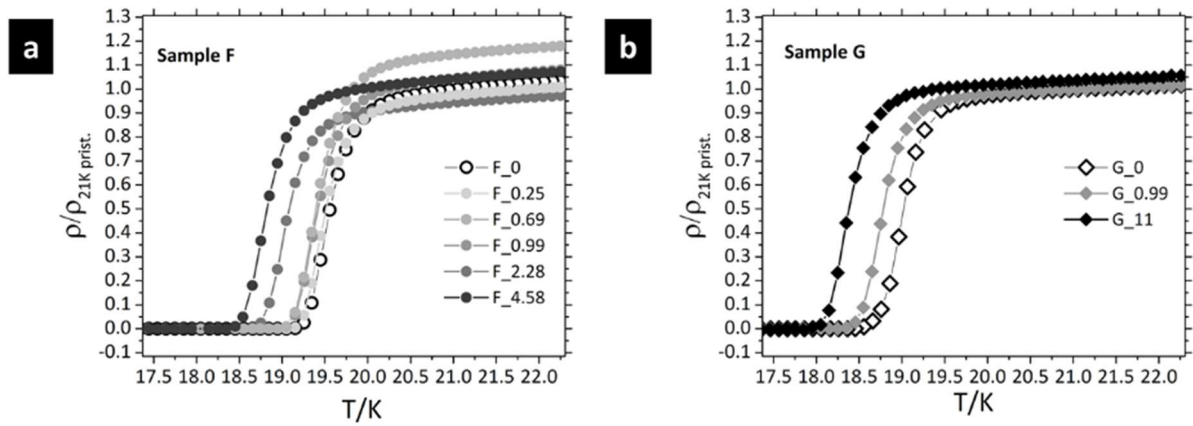 a
Sample F
ρ/ρ21K prist.
1.3
1.2
1.1
1.0
0.9
0.8
0.7
0.6
0.5
0.4
0.3
0.2
0.1
0.0
-0.1
F_0
F_0.25
F_0.69
F_0.99
F_2.28
F_4.58
17.5 18.0 18.5 19.0 19.5 20.0 20.5 21.0 21.5 22.0
T/K
b
Sample G
ρ/ρ21K prist.
1.3
1.2
1.1
1.0
0.9
0.8
0.7
0.6
0.5
0.4
0.3
0.2
0.1
0.0
-0.1
G_0
G_0.99
G_11
17.5 18.0 18.5 19.0 19.5 20.0 20.5 21.0 21.5 22.0
T/K